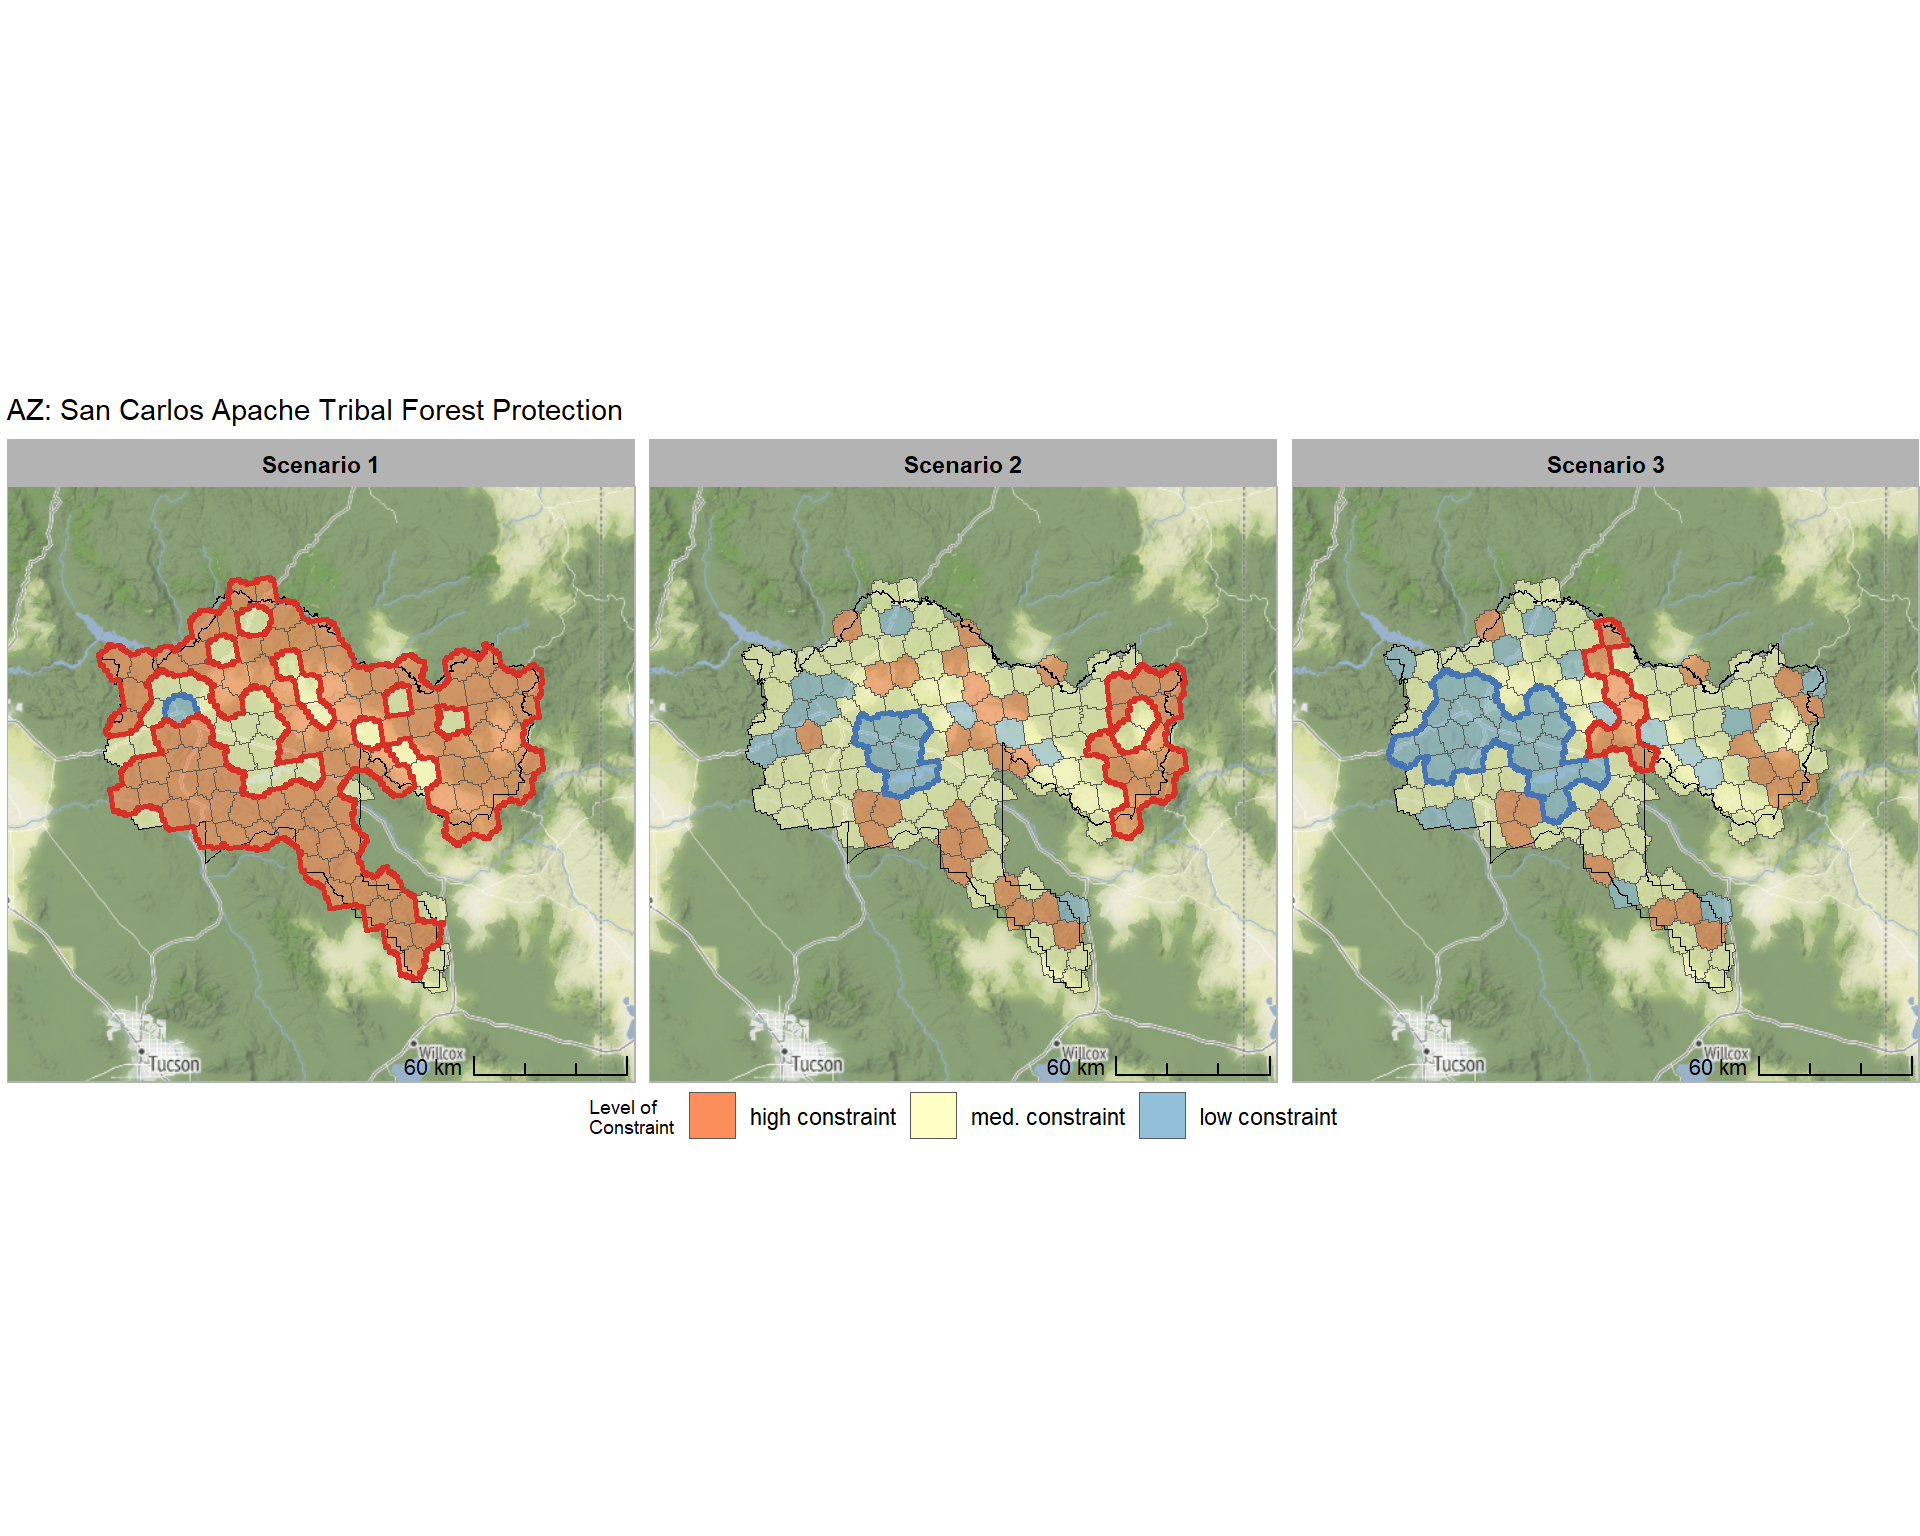 AZ: San Carlos Apache Tribal Forest Protection
Scenario 1
Scenario 2
Scenario 3
Tucson
Willcox
60 km
Tucson
Willcox
60 km
Tucson
Willcox
60 km
Level of
Constraint
high constraint
med. constraint
low constraint